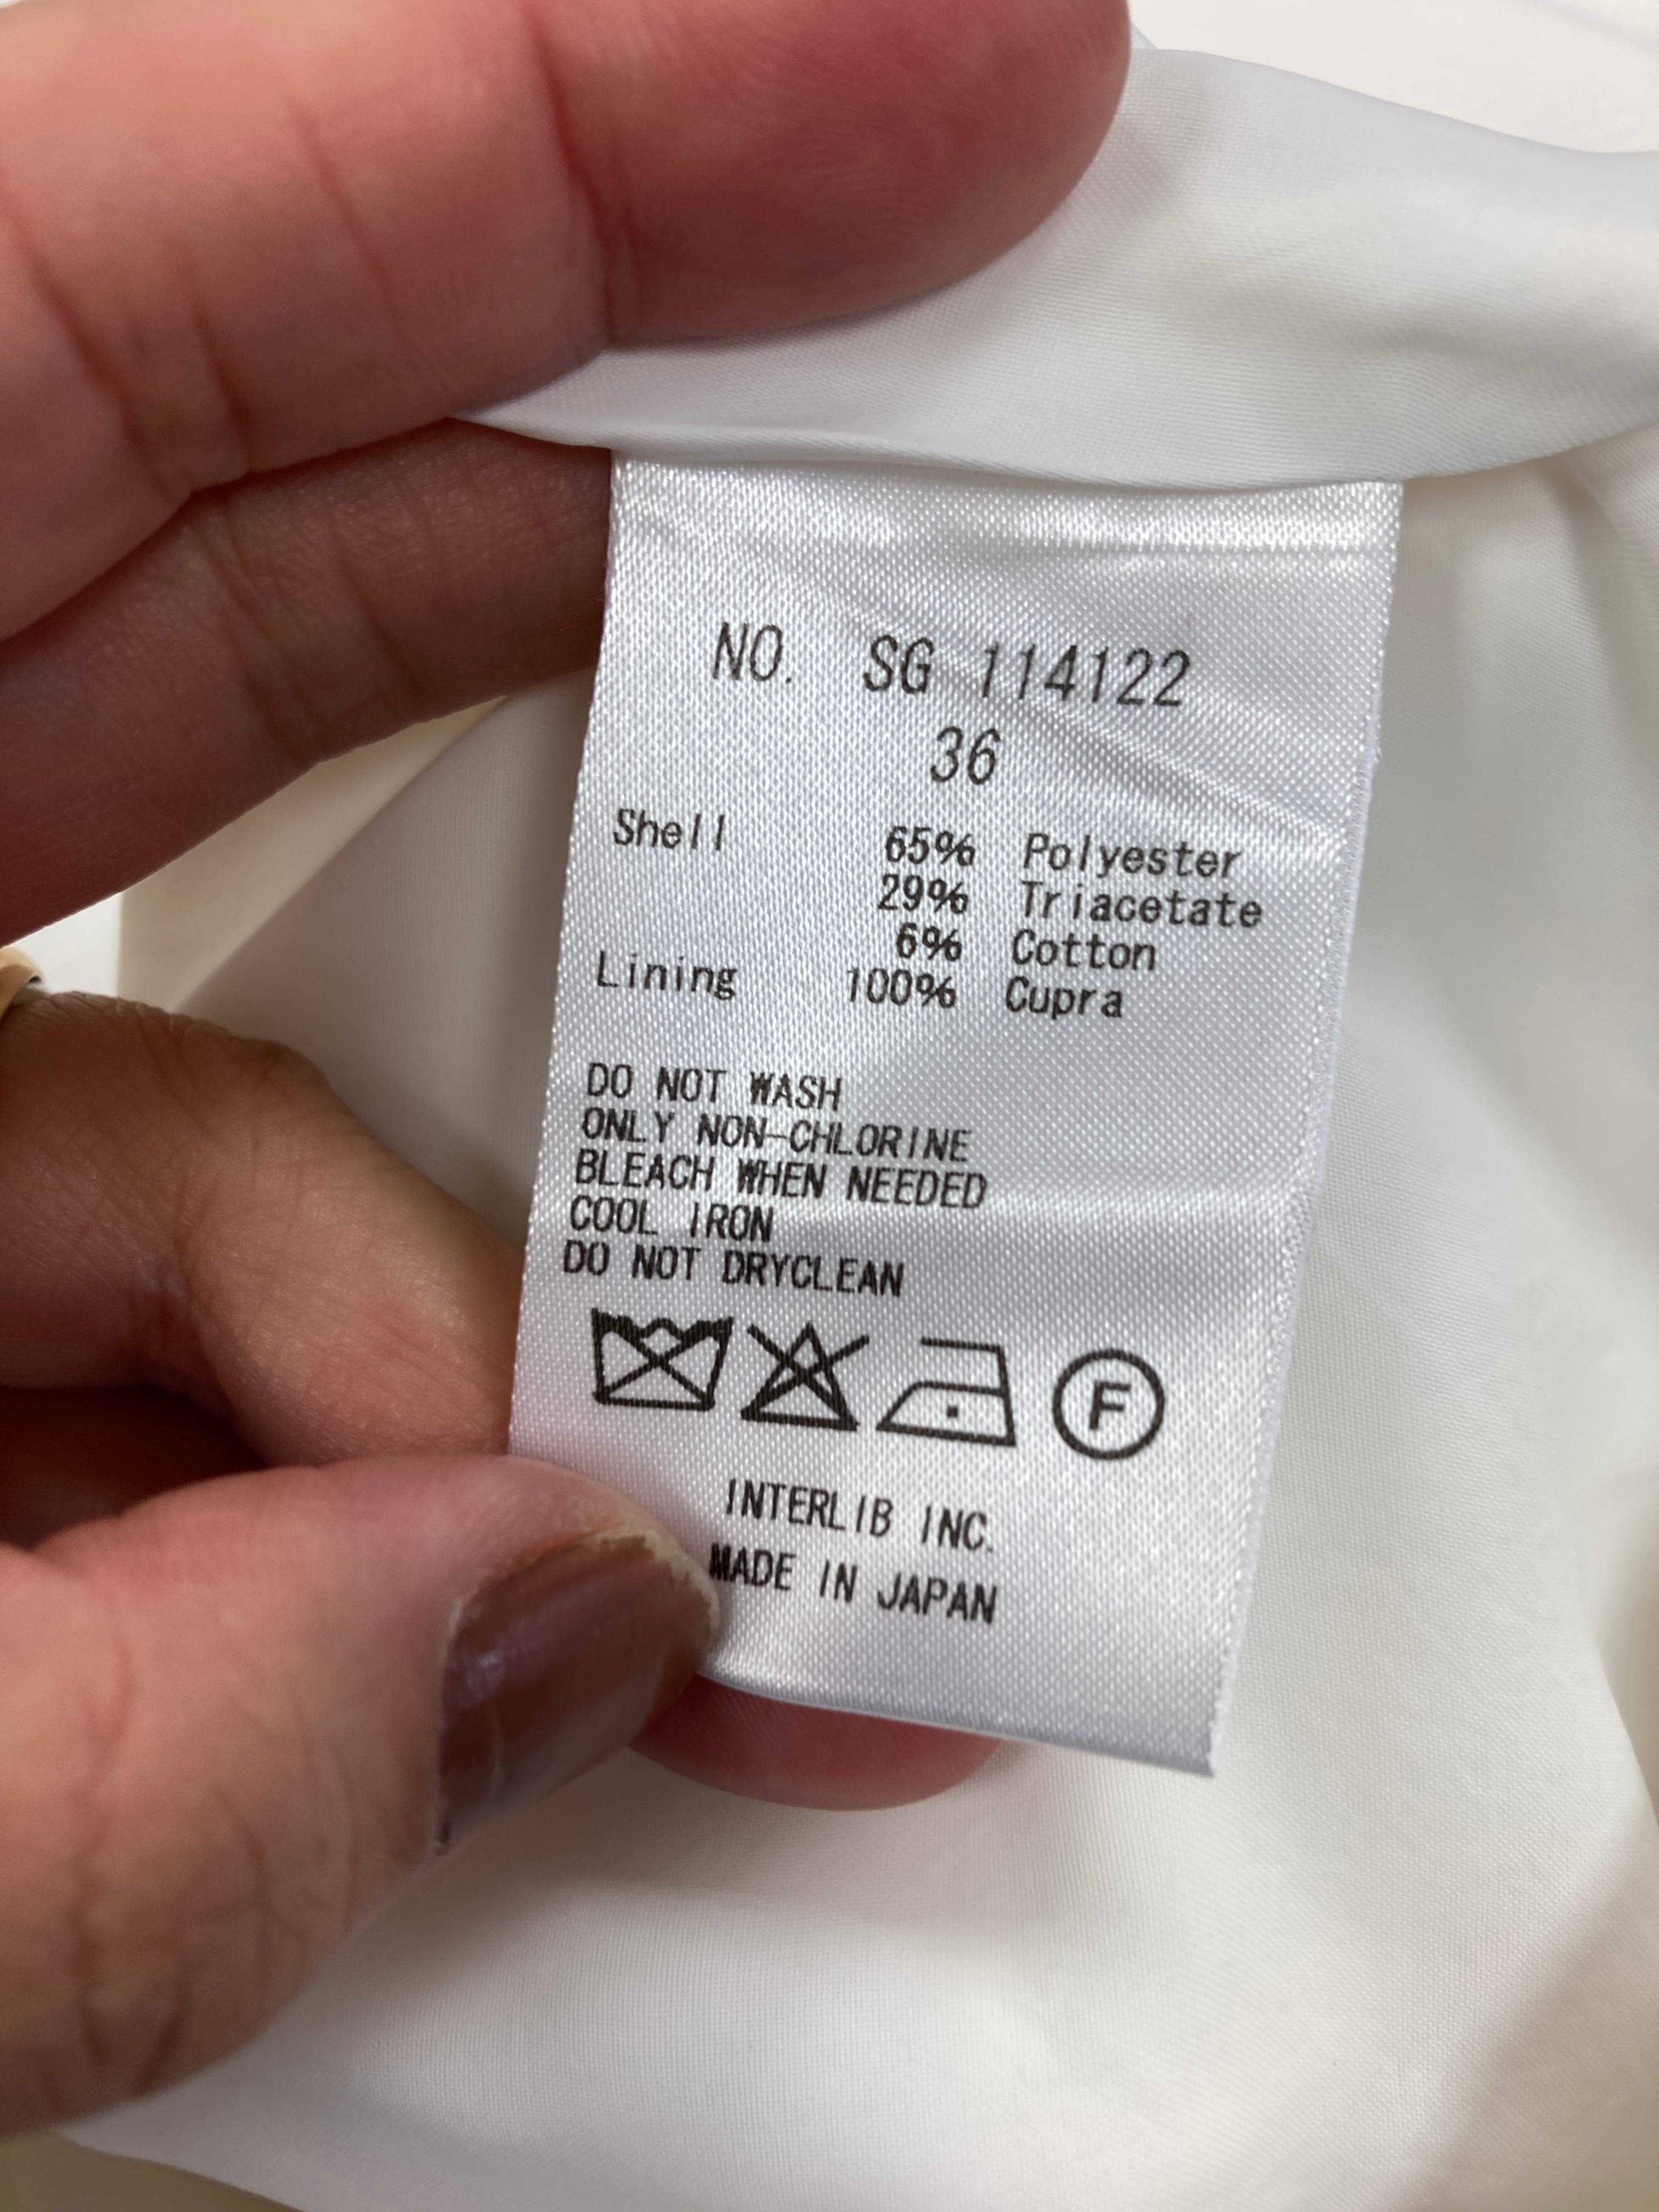 NO. SG 114122
36
Shell 65% Polyester
29% Triacetate
6% Cotton
Lining 100% Cupra
DO NOT WASH
ONLY NON-CHLORINE
BLEACH WHEN NEEDED
COOL IRON
DO NOT DRYCLEAN
F
INTERLIB INC.
MADE IN JAPAN